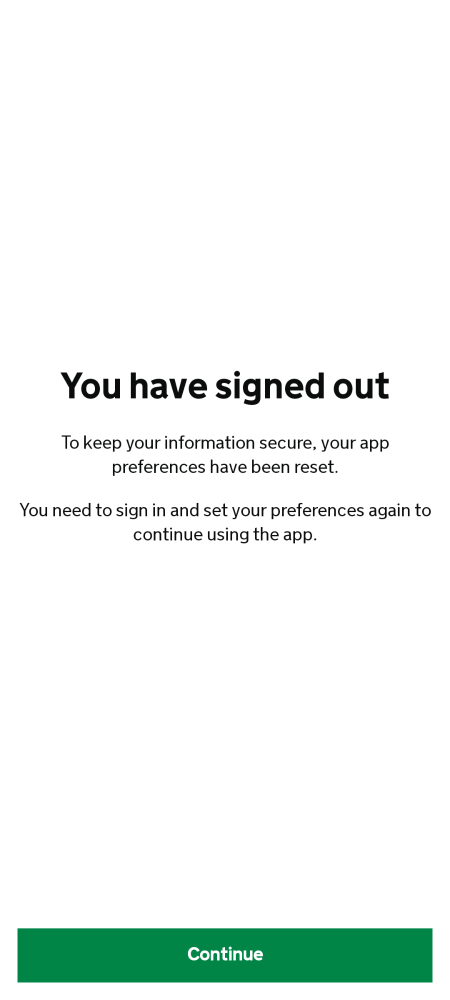 You have signed out
To keep your information secure, your app
preferences have been reset.
You need to sign in and set your preferences again to
continue using the app.
Continue